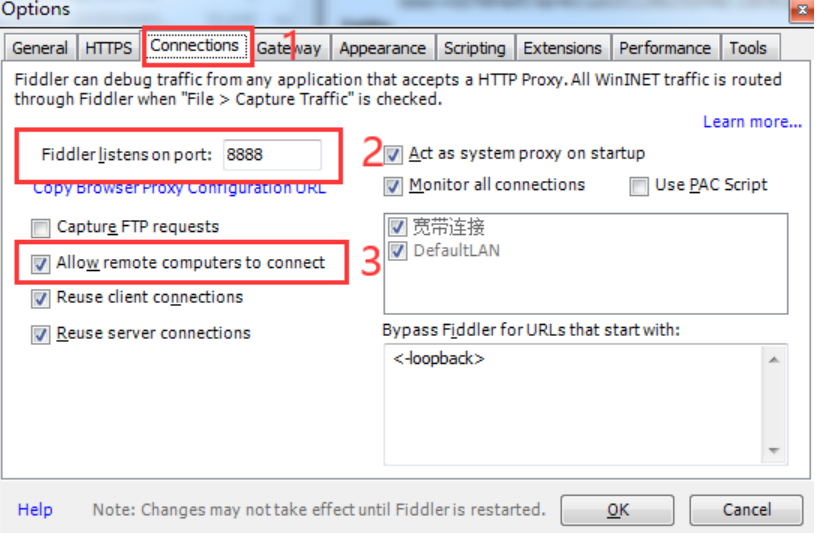 Options
General HTTPS Connections Gateway Appearance Scripting Extensions Performance Tools
1
Fiddler can debug traffic from any application that accepts a HTTP Proxy. All WinINET traffic is routed
through Fiddler when "File > Capture Traffic" is checked.
Learn more...
Fiddler listens on port: 8888
2
Copy Browser Proxy Configuration URL
Capture FTP requests
Allow remote computers to connect
3
Reuse client connections
Reuse server connections
Act as system proxy on startup
Monitor all connections Use PAC Script
宽带连接
DefaultLAN
Bypass Fiddler for URLs that start with:
<-loopback>
Help Note: Changes may not take effect until Fiddler is restarted. OK Cancel